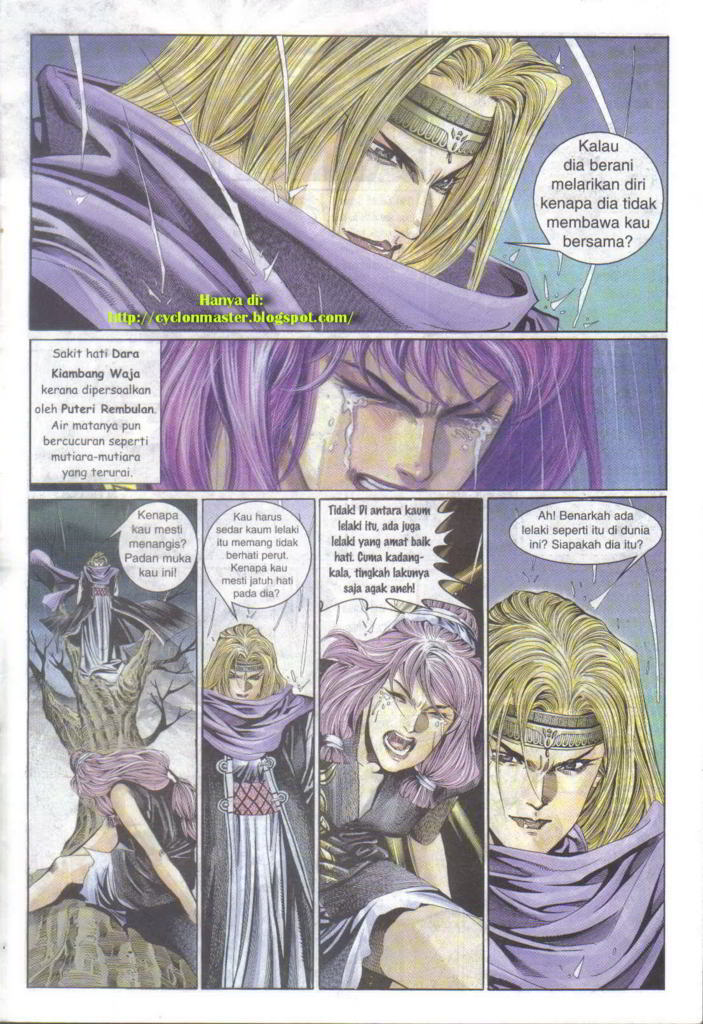 Kalau
dia berani
melarikan diri
kenapa dia tidak
membawa kau
bersama?
Hanya di:
http://cyclonmaster.blogspot.com/
Sakit hati Dara
Kiambang Waja
kerana dipersoalkan
oleh Puteri Rembulan.
Air matanya pun
bercucuran seperti
mutiara-mutiara
yang terurai.
Kenapa
kau mesti
menangis?
Padan muka
kau ini!
Kau harus
sedar kaum lelaki
itu memang tidak
berhati perut.
Kenapa kau
mesti jatuh hati
pada dia?
Tidak! Di antara kaum
lelaki itu, ada juga
lelaki yang amat baik
hati. Cuma kadang-
kala, tingkah lakunya
saja agak aneh!
Ah! Benarkah ada
lelaki seperti itu di dunia
ini? Siapakah dia itu?